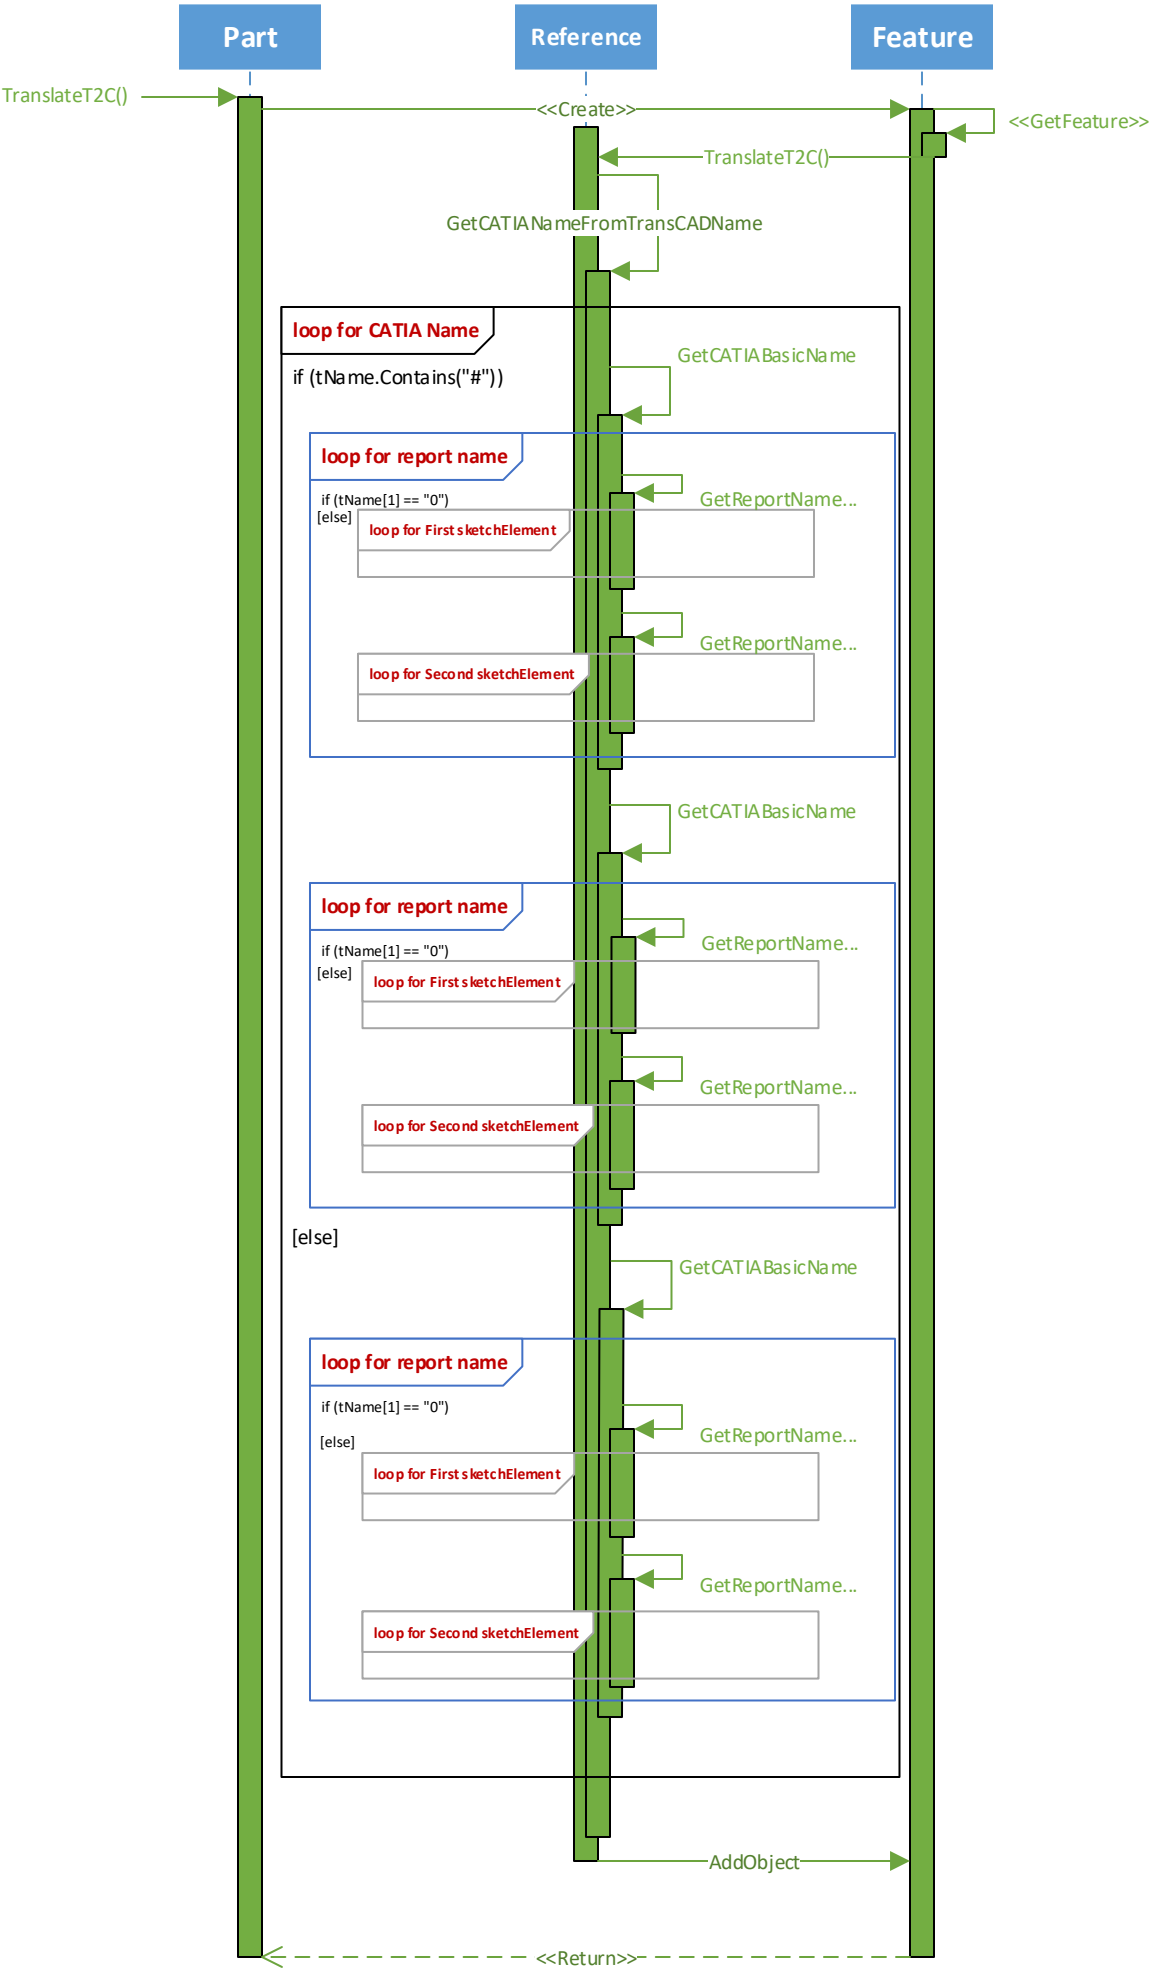 Part
Reference
Feature
TranslateT2C()
<<Create>>
<<GetFeature>>
TranslateT2C()
GetCATIANameFromTransCADName
loop for CATIA Name
GetCATIABasicName
if (tName.Contains("#"))
loop for report name
if (tName[1] == "0")
GetReportName...
[else]
loop for First sketchElement
GetReportName...
loop for Second sketchElement
GetCATIABasicName
loop for report name
if (tName[1] == "0")
GetReportName...
[else]
loop for First sketchElement
GetReportName...
loop for Second sketchElement
[else]
GetCATIABasicName
loop for report name
if (tName[1] == "0")
GetReportName...
[else]
loop for First sketchElement
GetReportName...
loop for Second sketchElement
AddObject
<<Return>>